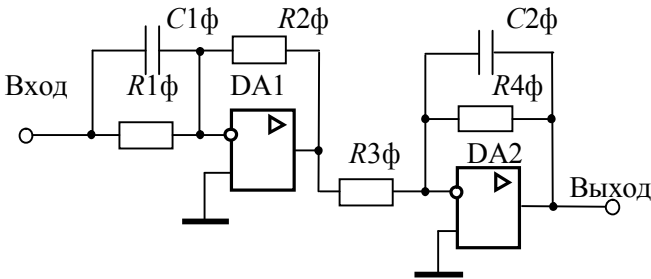 C1ф
R2ф
C2ф
Вход
R1ф
DA1
R4ф
R3ф
DA2
Выход